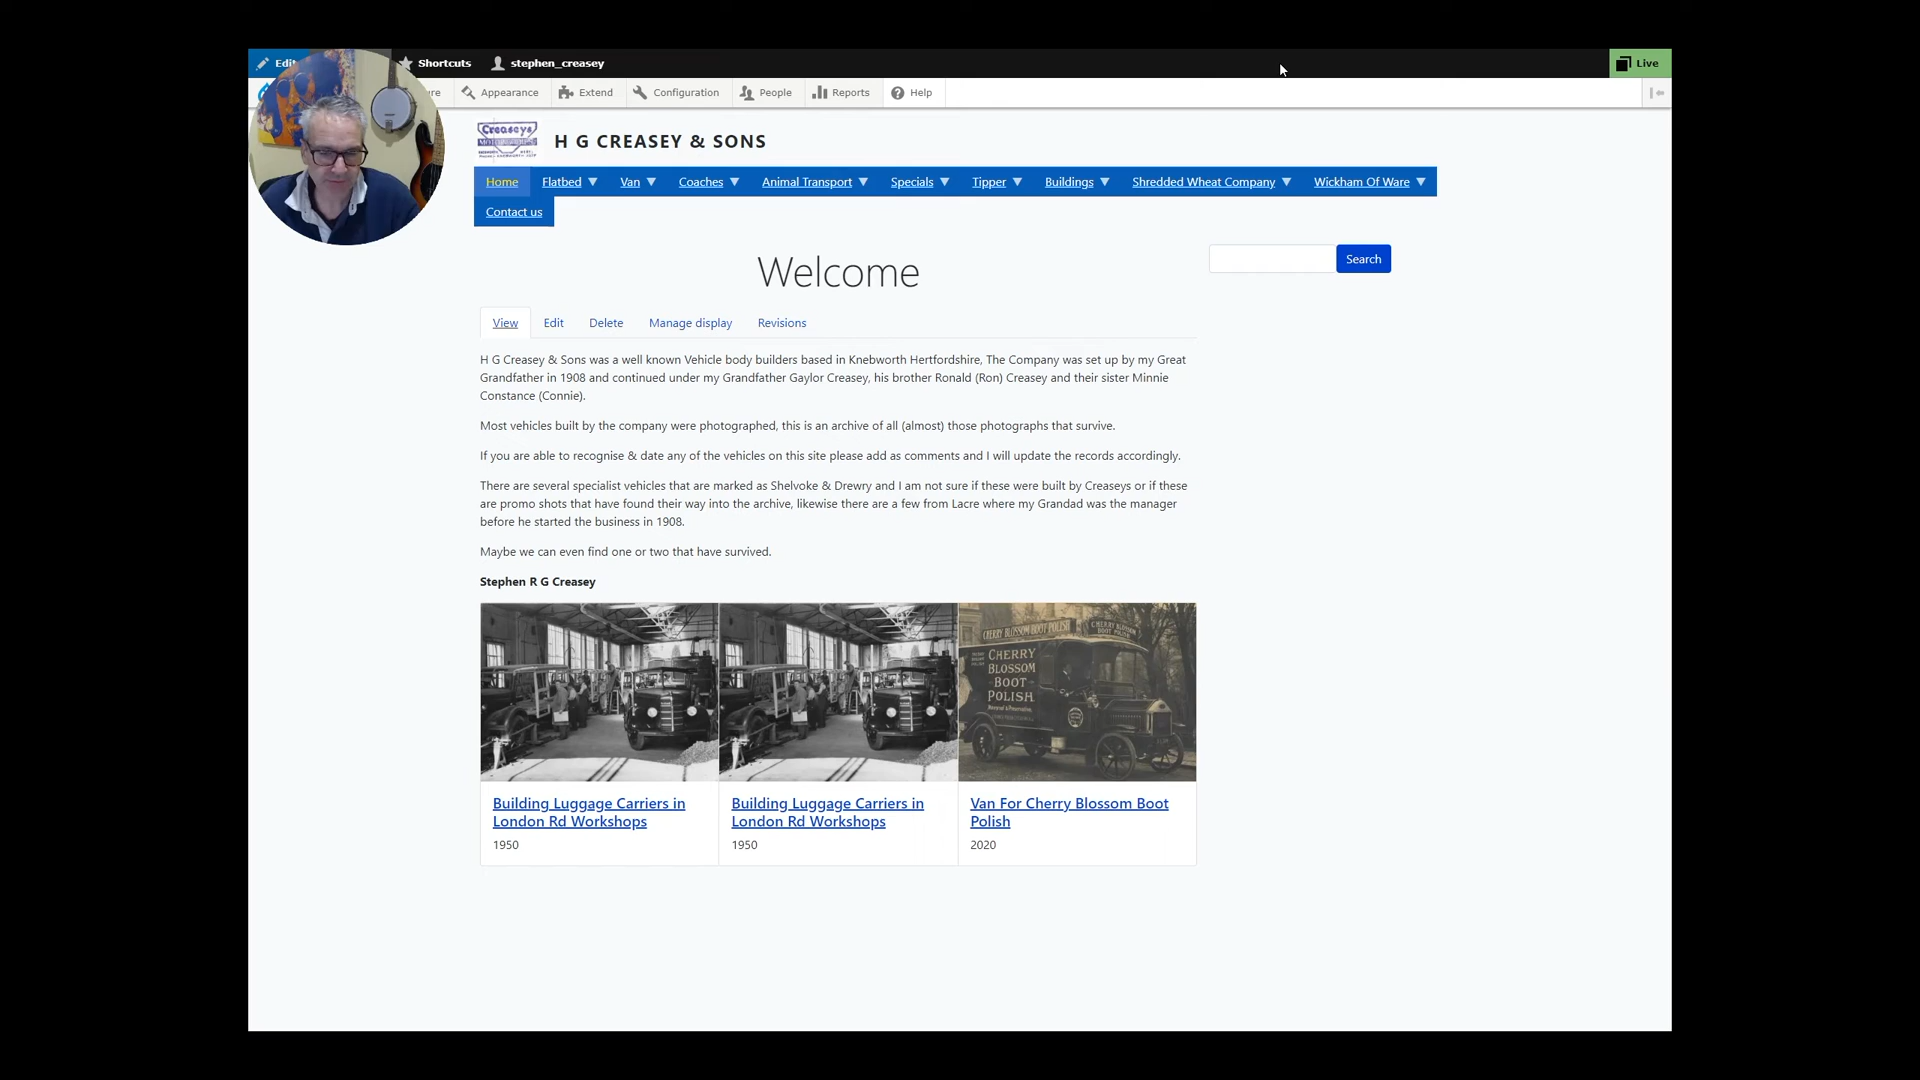 Edit Shortcuts stephen_creasey Live
Appearance Extend Configuration People Reports Help
Creaseys
H G CREASEY & SONS
Home Flatbed Van Coaches Animal Transport Specials Tipper Buildings Shredded Wheat Company Wickham Of Ware
Contact us
Search
Welcome
View Edit Delete Manage display Revisions
H G Creasey & Sons was a well known Vehicle body builders based in Knebworth Hertfordshire, The Company was set up by my Great
Grandfather in 1908 and continued under my Grandfather Gaylor Creasey, his brother Ronald (Ron) Creasey and their sister Minnie
Constance (Connie).
Most vehicles built by the company were photographed, this is an archive of all (almost) those photographs that survive.
If you are able to recognise & date any of the vehicles on this site please add as comments and I will update the records accordingly.
There are several specialist vehicles that are marked as Shelvoke & Drewry and I am not sure if these were built by Creaseys or if these
are promo shots that have found their way into the archive, likewise there are a few from Lacre where my Grandad was the manager
before he started the business in 1908.
Maybe we can even find one or two that have survived.
Stephen R G Creasey
CHERRY BLOSSOM BOOT POLISH
CHERRY BLOSSOM
BOOT POLISH
CHERRY
BLOSSOM
BOOT
POLISH
Building Luggage Carriers in
London Rd Workshops
1950
Building Luggage Carriers in
London Rd Workshops
1950
Van For Cherry Blossom Boot
Polish
2020